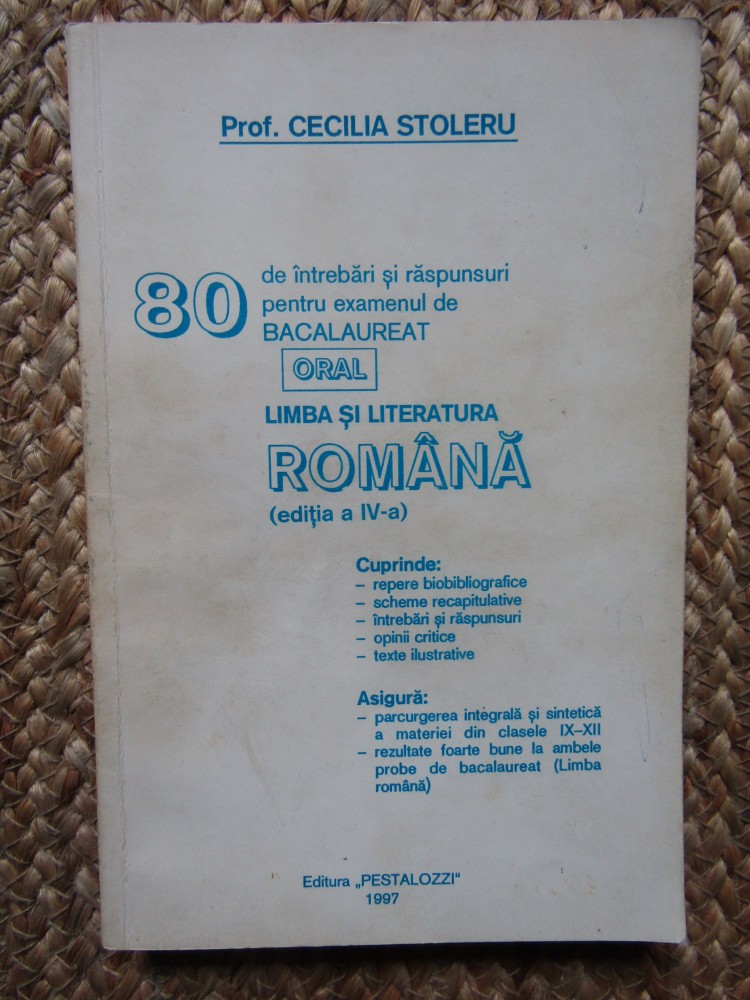 Prof. CECILIA STOLERU
80 de întrebări și răspunsuri
pentru examenul de
BACALAUREAT
ORAL
LIMBA ȘI LITERATURA
ROMÂNĂ
(ediția a IV-a)
Cuprinde:
– repere biobibliografice
– scheme recapitulative
– întrebări și răspunsuri
– opinii critice
– texte ilustrative
Asigură:
– parcurgerea integrală și sintetică
a materiei din clasele IX–XII
– rezultate foarte bune la ambele
probe de bacalaureat (Limba
română)
Editura „PESTALOZZI"
1997